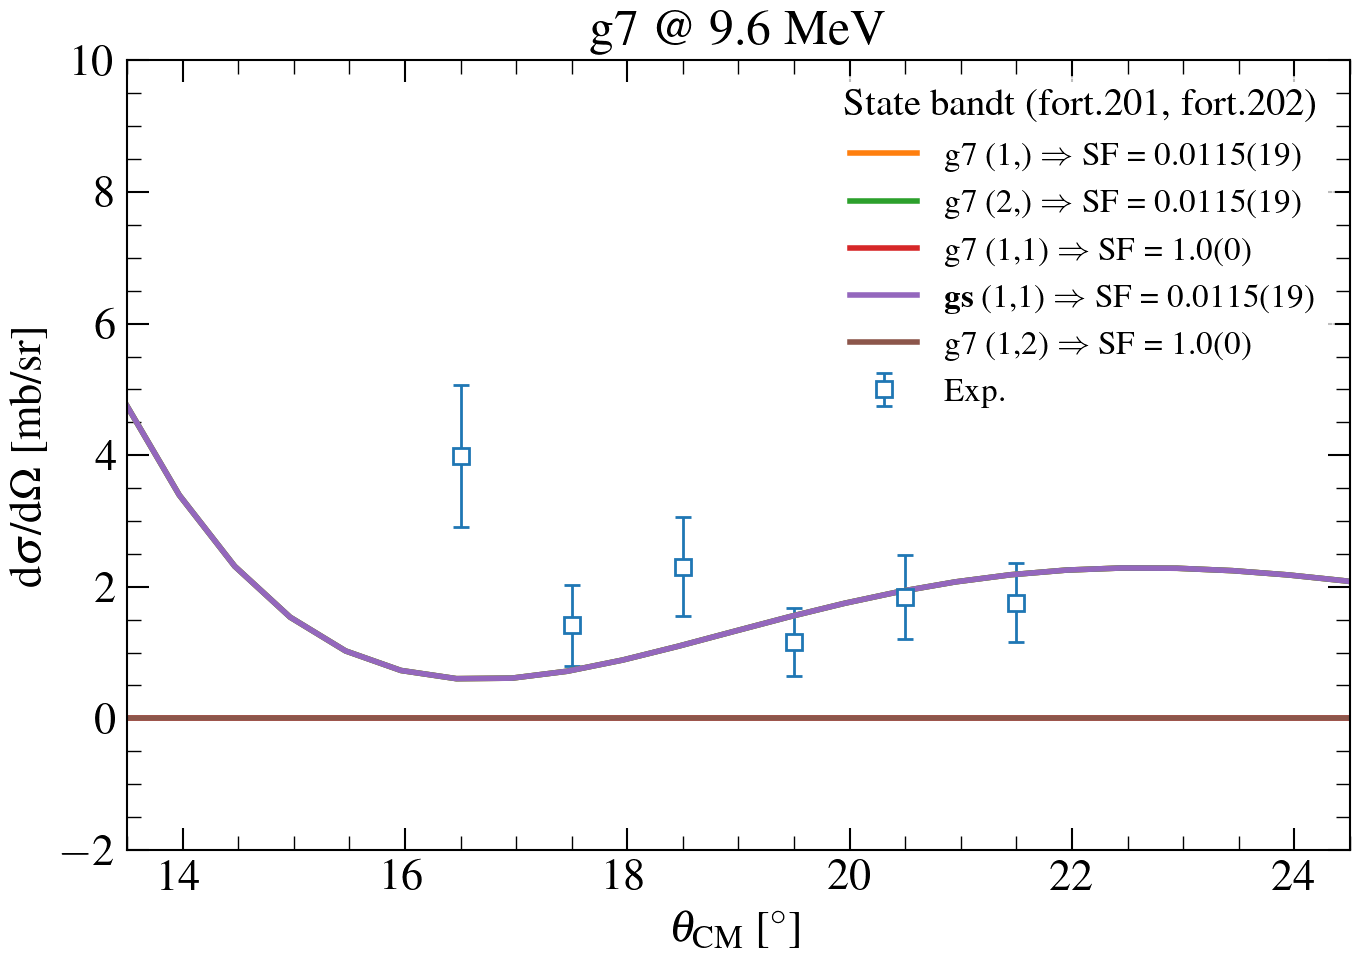 g7 @ 9.6 MeV
10
8
6
4
2
0
−2
dσ/dΩ [mb/sr]
State bandt (fort.201, fort.202)
g7 (1,) ⇒ SF = 0.0115(19)
g7 (2,) ⇒ SF = 0.0115(19)
g7 (1,1) ⇒ SF = 1.0(0)
gs (1,1) ⇒ SF = 0.0115(19)
g7 (1,2) ⇒ SF = 1.0(0)
Exp.
14 16 18 20 22 24
θCM [°]